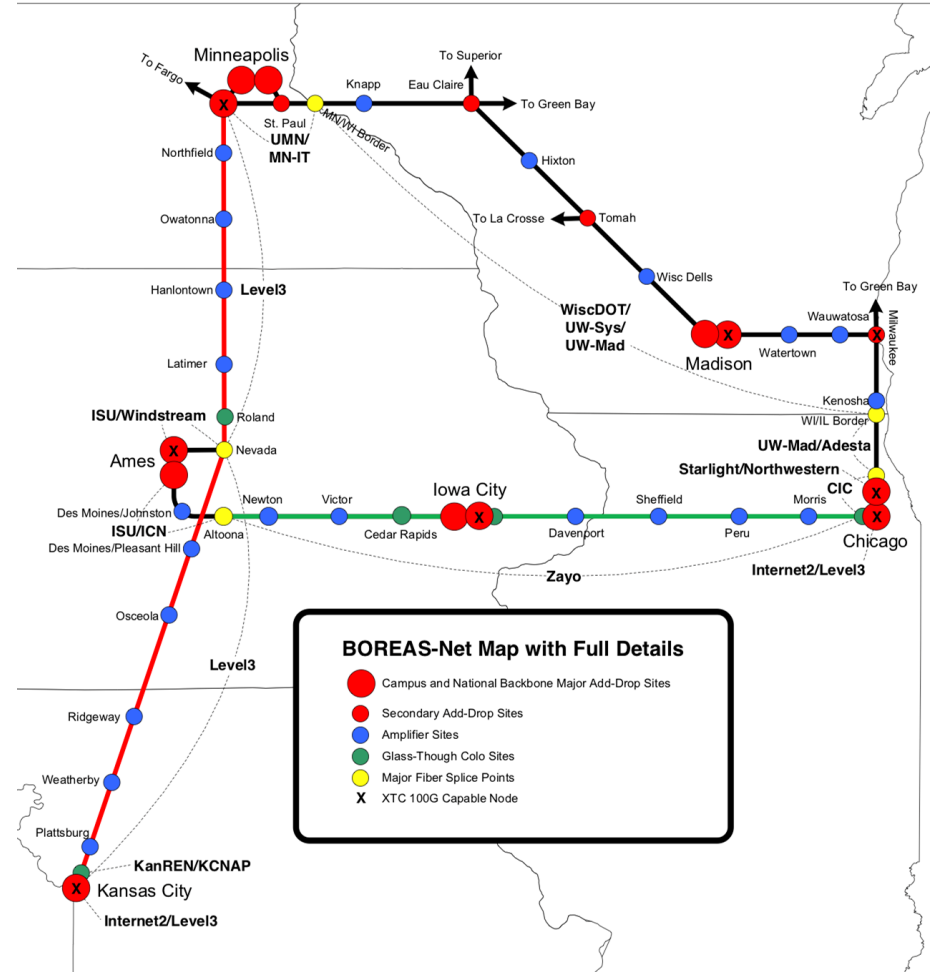 To Superior
Minneapolis
To Fargo
Knapp
Eau Claire
To Green Bay
St. Paul
MN/WI Border
UMN/
MN-IT
Northfield
Hixton
Owatonna
To La Crosse
Tomah
Wisc Dells
Hanlontown
Level3
To Green Bay
WiscDOT/
UW-Sys/
UW-Mad
Wauwatosa
Milwaukee
Watertown
Madison
Latimer
Kenosha
ISU/Windstream
Roland
WI/IL Border
Nevada
UW-Mad/Adesta
Ames
Starlight/Northwestern
CIC
Iowa City
Des Moines/Johnston
Newton
Victor
Sheffield
Morris
ISU/ICN
Altoona
Cedar Rapids
Davenport
Peru
Chicago
Des Moines/Pleasant Hill
Zayo
Internet2/Level3
Osceola
Level3
Ridgeway
Weatherby
Plattsburg
KanREN/KCNAP
Kansas City
Internet2/Level3
BOREAS-Net Map with Full Details
Campus and National Backbone Major Add-Drop Sites
Secondary Add-Drop Sites
Amplifier Sites
Glass-Though Colo Sites
Major Fiber Splice Points
X XTC 100G Capable Node
X
X
X
X
X
X
X
X